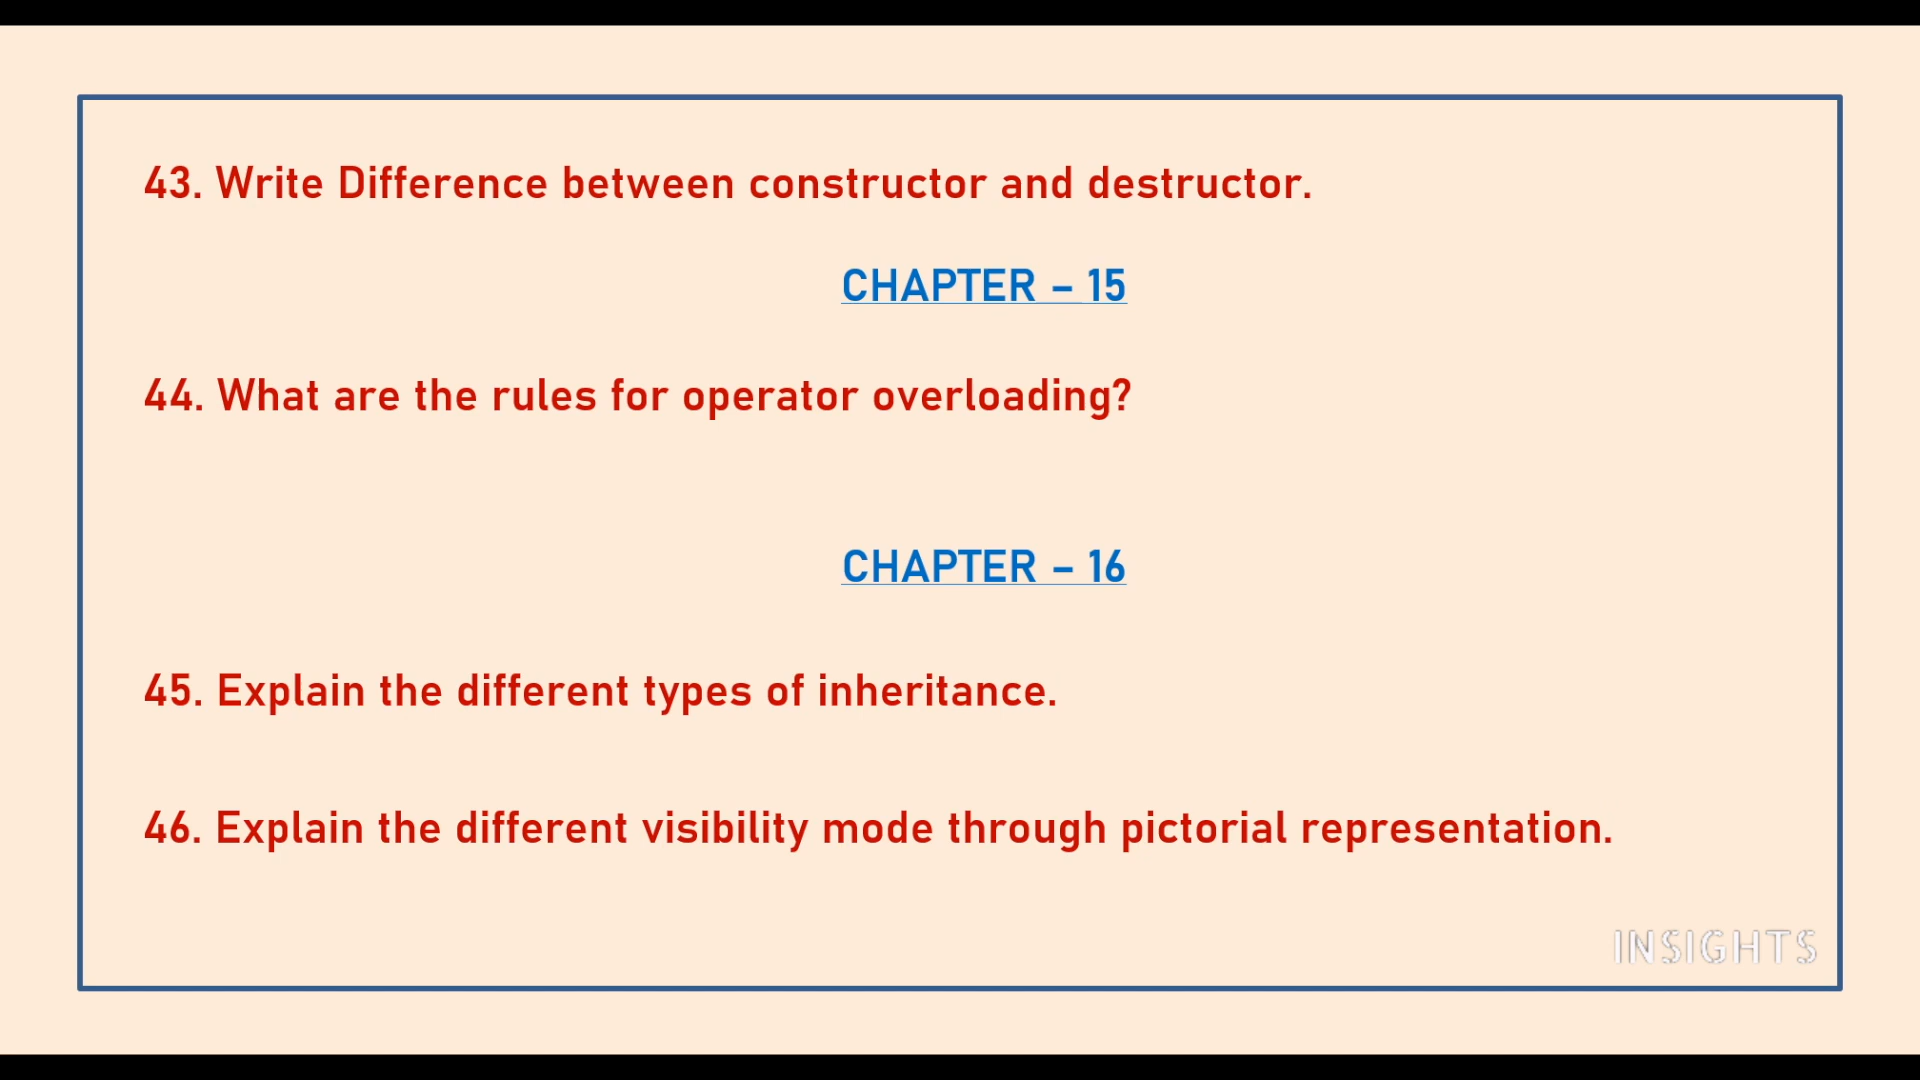 43. Write Difference between constructor and destructor.
CHAPTER – 15
44. What are the rules for operator overloading?
CHAPTER – 16
45. Explain the different types of inheritance.
46. Explain the different visibility mode through pictorial representation.
INSIGHTS